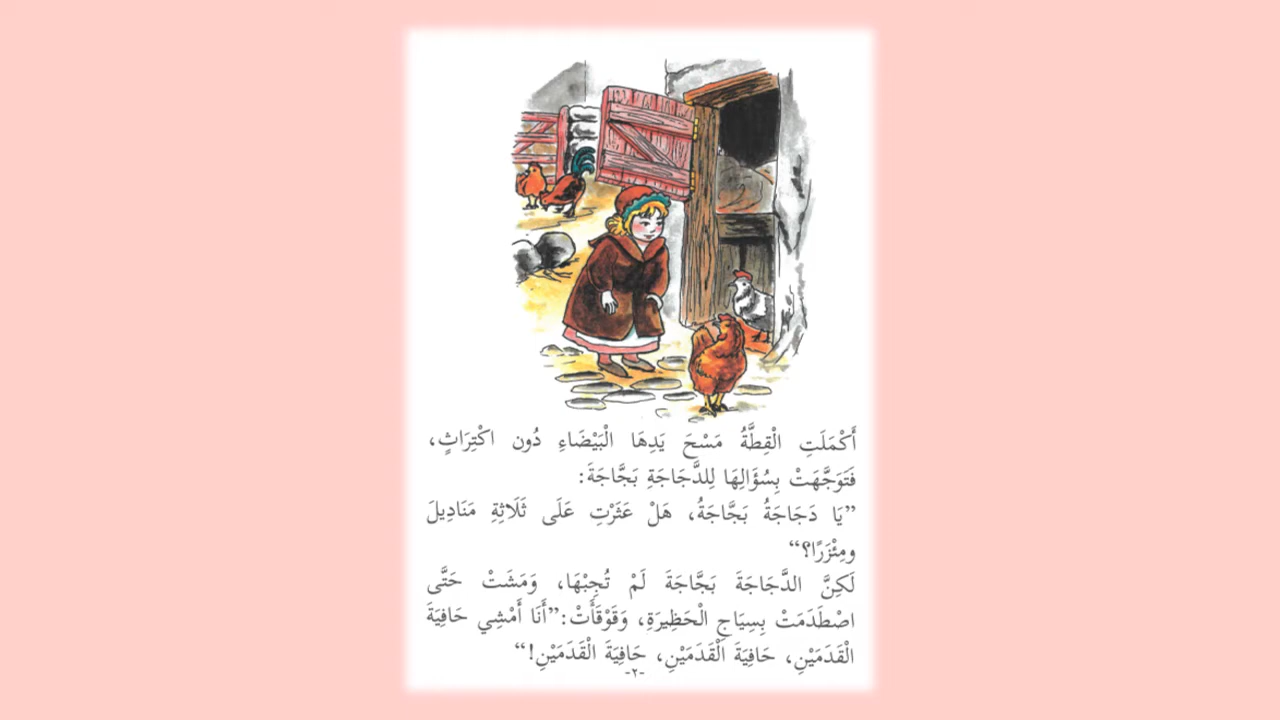 أَكْمَلَتِ الْقِطَّةُ مَسْحَ يَدِهَا الْبَيْضَاءِ دُون اكْتِرَاثٍ،
فَتَوَجَّهَتْ بِسُؤَالِهَا لِلدَّجَاجَةِ بَجَّاجَةَ:
”يَا دَجَاجَةُ بَجَّاجَةُ، هَلْ عَثَرْتِ عَلَى ثَلَاثِةِ مَنَادِيلَ
ومِئْزَرًا؟“
لَكِنَّ الدَّجَاجَةَ بَجَّاجَةَ لَمْ تُجِبْهَا، وَمَشَتْ حَتَّى
اصْطَدَمَتْ بِسِيَاجِ الْحَظِيرَةِ، وَقَوْقَأَتْ:”أَنَا أَمْشِي حَافِيَةَ
الْقَدَمَيْنِ، حَافِيَةَ الْقَدَمَيْنِ، حَافِيَةَ الْقَدَمَيْنِ!“
-٢-